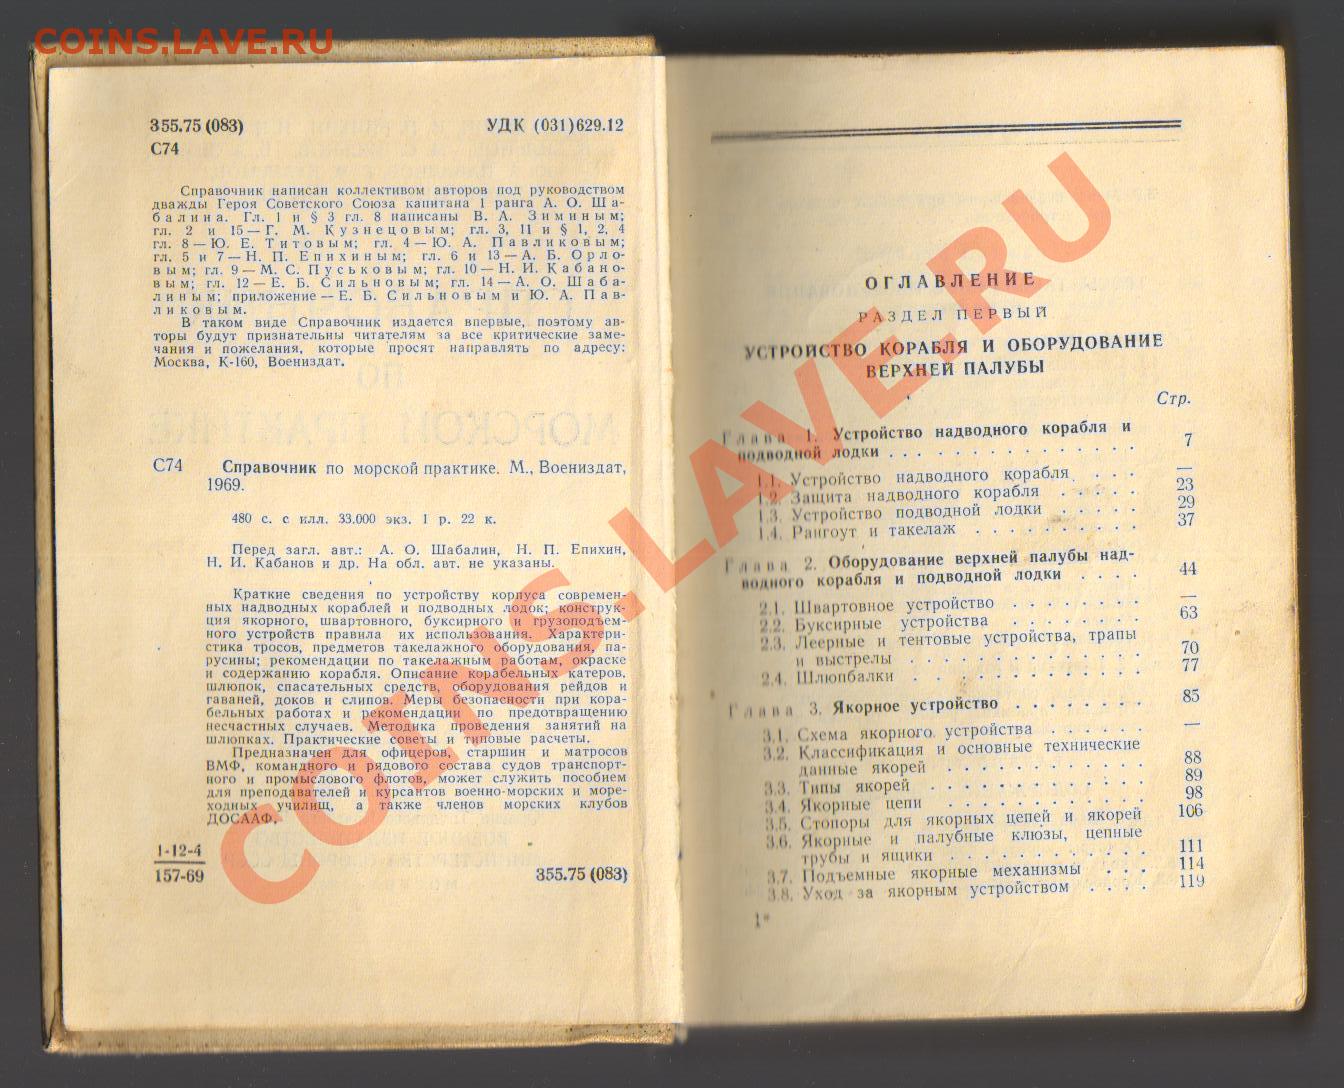 COINS.LAVE.RU
355.75 (083) УДК (031)629.12
С74
Справочник написан коллективом авторов под руководством
дважды Героя Советского Союза капитана 1 ранга А. О. Ша-
балина. Гл. 1 и § 3 гл. 8 написаны В. А. Зиминым;
гл. 2 и 15 — Г. М. Кузнецовым; гл. 3, 11 и § 1, 2, 4
гл. 8 — Ю. Е. Титовым; гл. 4 — Ю. А. Павликовым;
гл. 5 и 7 — Н. П. Епихиным; гл. 6 и 13 — А. Б. Орло-
вым; гл. 9 — М. С. Пуськовым; гл. 10 — Н. И. Кабано-
вым; гл. 12 — Е. Б. Сильновым; гл. 14 — А. О. Шаба-
линым; приложение — Е. Б. Сильновым и Ю. А. Пав-
ликовым.
В таком виде Справочник издается впервые, поэтому ав-
торы будут признательны читателям за все критические заме-
чания и пожелания, которые просят направлять по адресу:
Москва, К-160, Воениздат.
С74 Справочник по морской практике. М., Воениздат,
1969.
480 с. с илл. 33.000 экз. 1 р. 22 к.
Перед загл. авт.: А. О. Шабалин, Н. П. Епихин,
Н. И. Кабанов и др. На обл. авт. не указаны.
Краткие сведения по устройству корпуса современ-
ных надводных кораблей и подводных лодок; конструк-
ция якорного, швартовного, буксирного и грузоподъем-
ного устройств правила их использования. Характери-
стика тросов, предметов такелажного оборудования, па-
русины; рекомендации по такелажным работам, окраске
и содержанию корабля. Описание корабельных катеров,
шлюпок, спасательных средств, оборудования рейдов и
гаваней, доков и слипов. Меры безопасности при кора-
бельных работах и рекомендации по предотвращению
несчастных случаев. Методика проведения занятий на
шлюпках. Практические советы и типовые расчеты.
Предназначен для офицеров, старшин и матросов
ВМФ, командного и рядового состава судов транспорт-
ного и промыслового флотов, может служить пособием
для преподавателей и курсантов военно-морских и море-
ходных училищ, а также членов морских клубов
ДОСААФ.
1-12-4
157-69 355.75 (083)
ОГЛАВЛЕНИЕ
РАЗДЕЛ ПЕРВЫЙ
УСТРОЙСТВО КОРАБЛЯ И ОБОРУДОВАНИЕ
ВЕРХНЕЙ ПАЛУБЫ
Стр.
Глава 1. Устройство надводного корабля и
подводной лодки . . . . . . . . . . . . . . . 7
1.1. Устройство надводного корабля . . . —
1.2. Защита надводного корабля . . . . . 23
1.3. Устройство подводной лодки . . . . . 29
1.4. Рангоут и такелаж . . . . . . . . . . 37
Глава 2. Оборудование верхней палубы над-
водного корабля и подводной лодки . . . . 44
2.1. Швартовное устройство . . . . . . . . —
2.2. Буксирные устройства . . . . . . . . 63
2.3. Леерные и тентовые устройства, трапы
и выстрелы . . . . . . . . . . . . . 70
2.4. Шлюпбалки . . . . . . . . . . . . . 77
Глава 3. Якорное устройство . . . . . . . . 85
3.1. Схема якорного устройства . . . . . . —
3.2. Классификация и основные технические
данные якорей . . . . . . . . . . . . 88
3.3. Типы якорей . . . . . . . . . . . . . 89
3.4. Якорные цепи . . . . . . . . . . . . 98
3.5. Стопоры для якорных цепей и якорей 106
3.6. Якорные и палубные клюзы, цепные
трубы и ящики . . . . . . . . . . . . 111
3.7. Подъемные якорные механизмы . . . 114
3.8. Уход за якорным устройством . . . . 119
1*
COINS.LAVE.RU